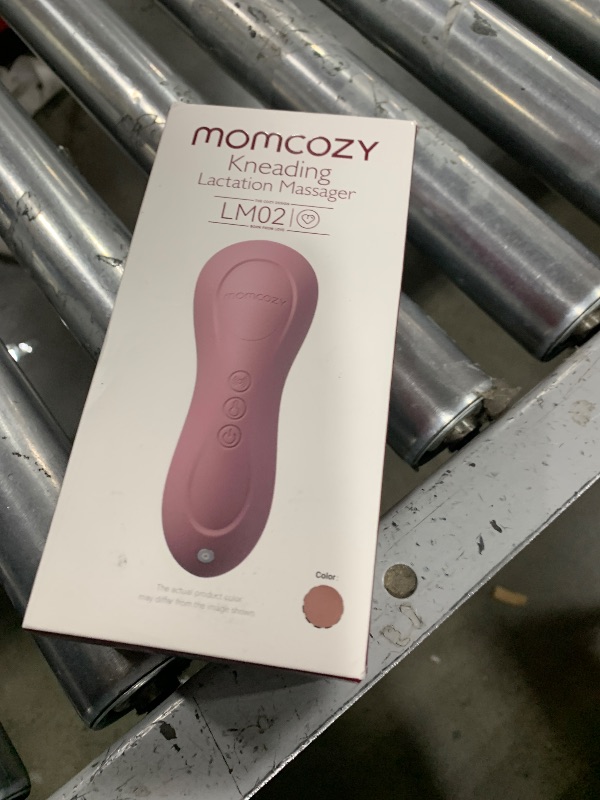 momcozy
Kneading
Lactation Massager
LM02
momcozy
Color:
The actual product color
may differ from the image shown.